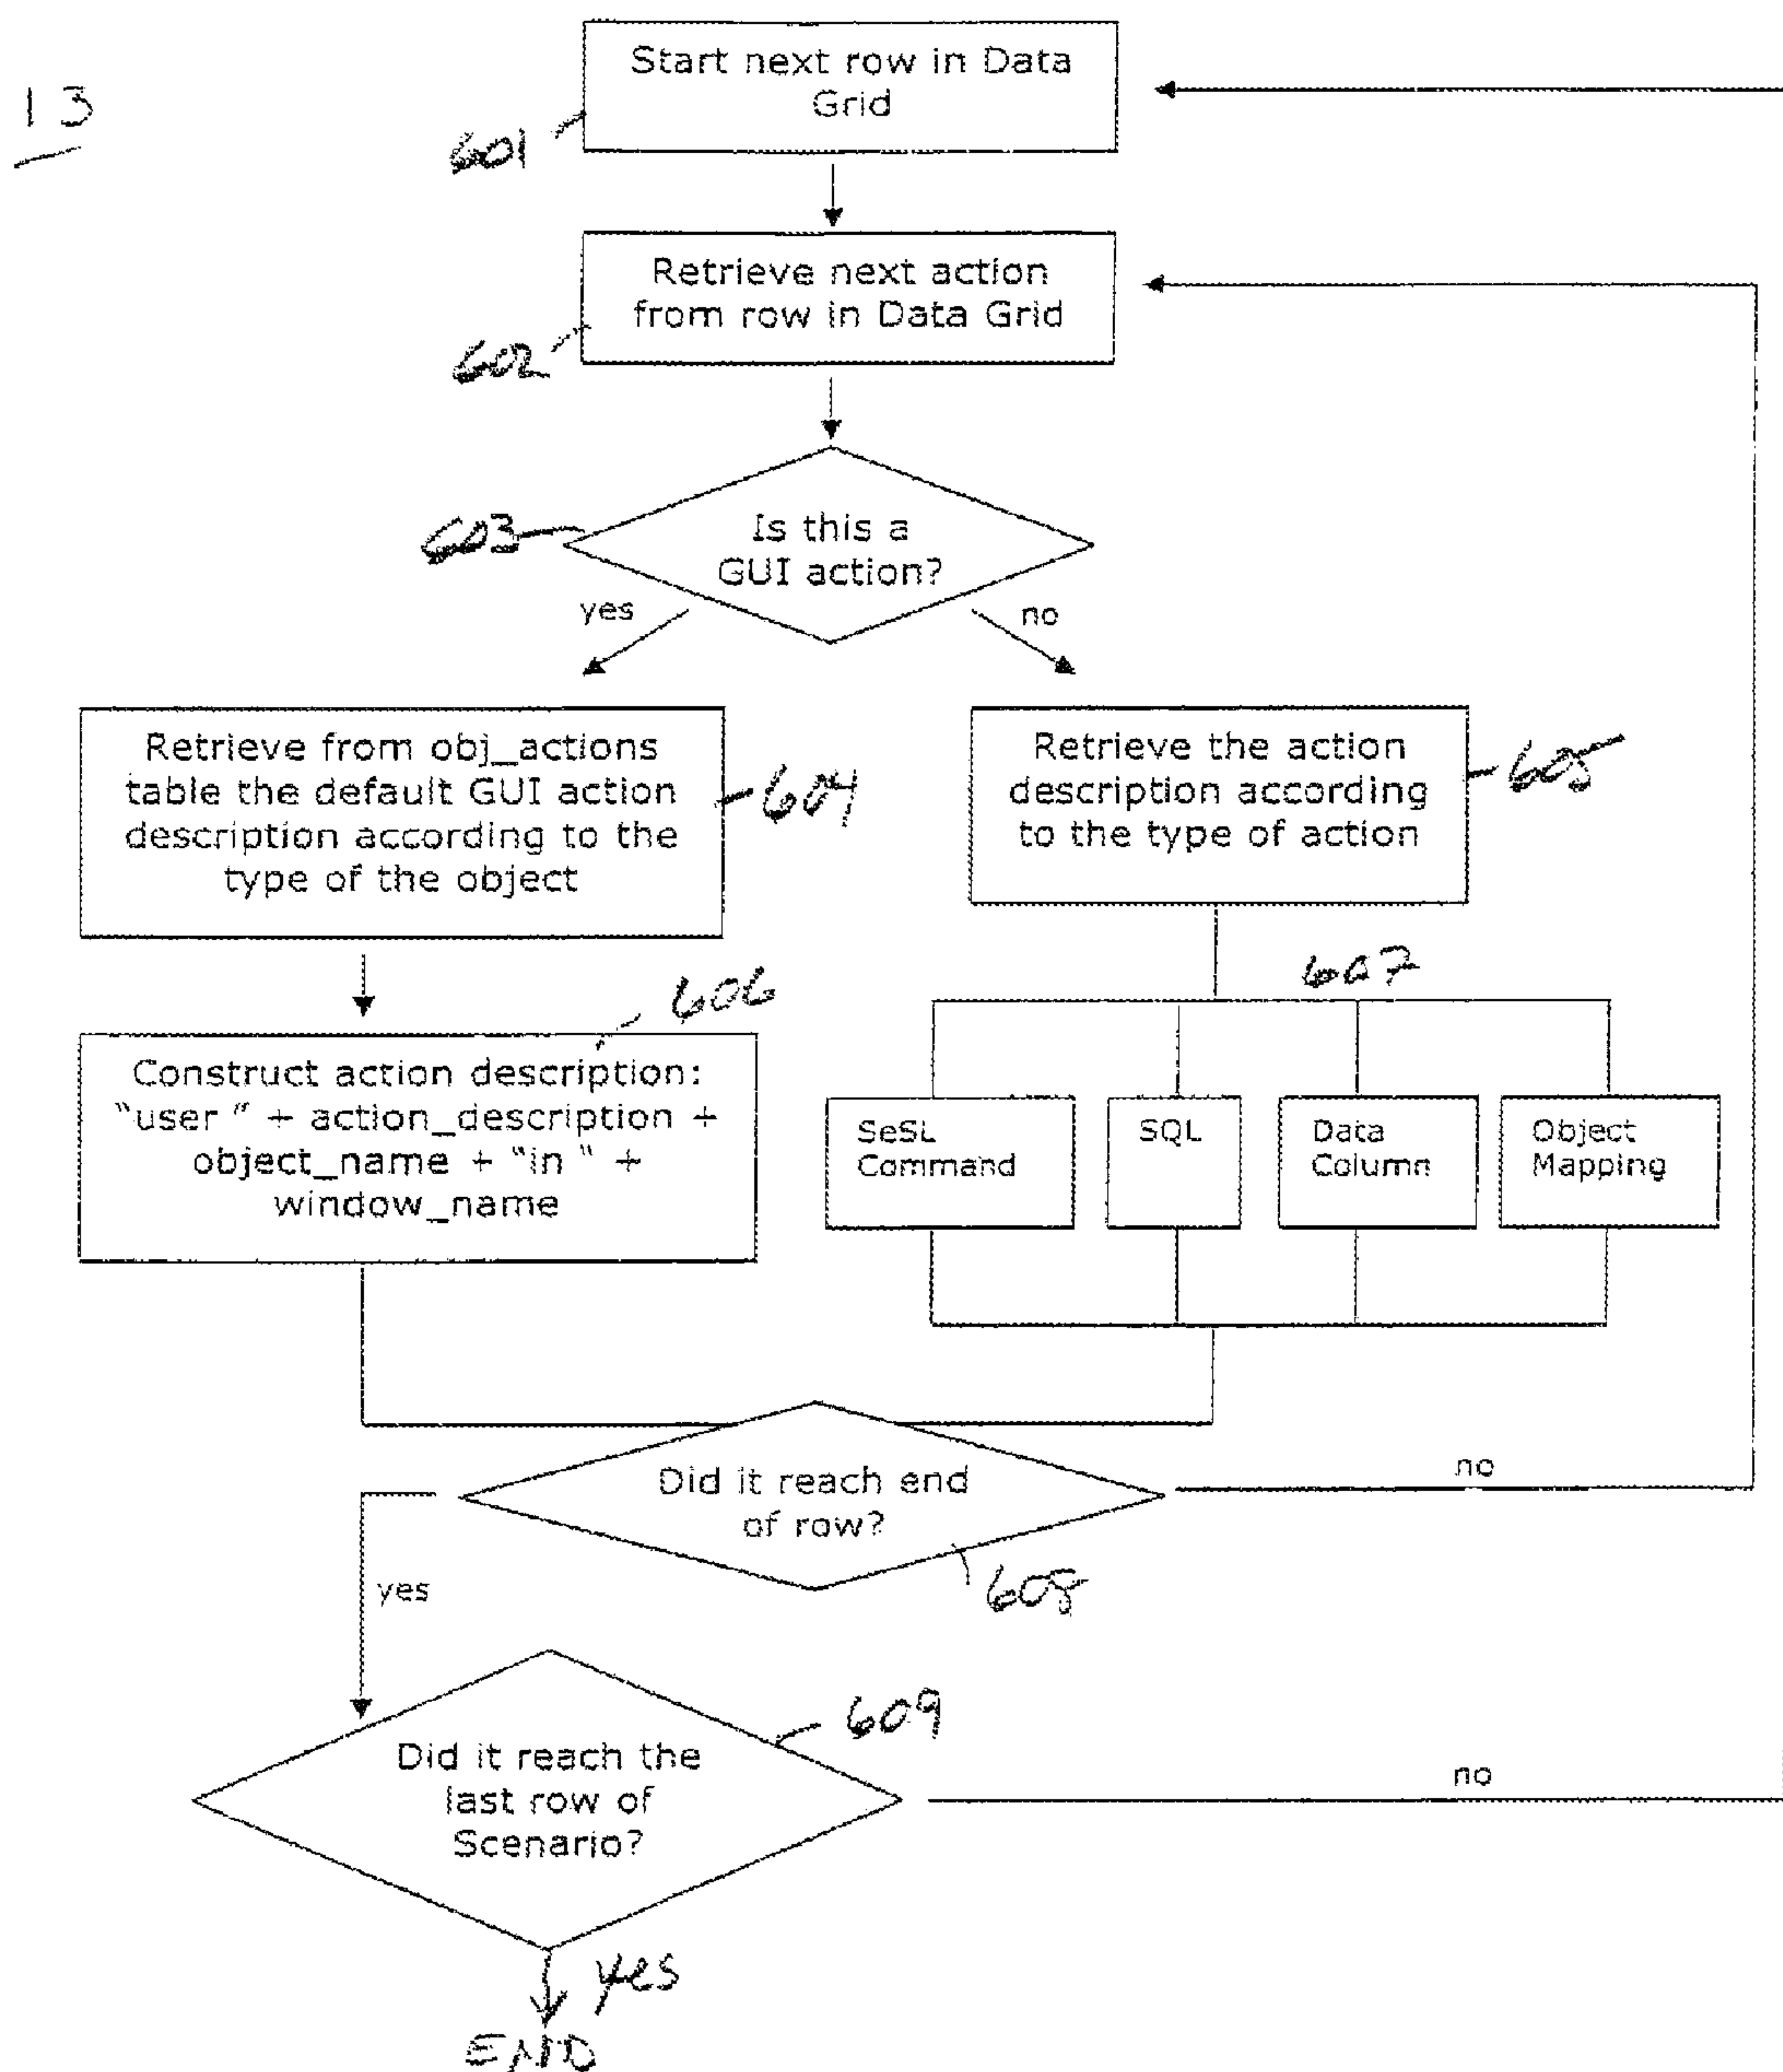 13
Start next row in Data
Grid
601
Retrieve next action
from row in Data Grid
602
603
Is this a
GUI action?
yes
no
Retrieve from obj_actions
table the default GUI action
description according to the
type of the object
604
Retrieve the action
description according
to the type of action
605
606
607
Construct action description:
"user " + action_description +
object_name + "in " +
window_name
SeSL
Command
SQL
Data
Column
Object
Mapping
Did it reach end
of row?
no
yes
608
609
Did it reach the
last row of
Scenario?
no
yes
END